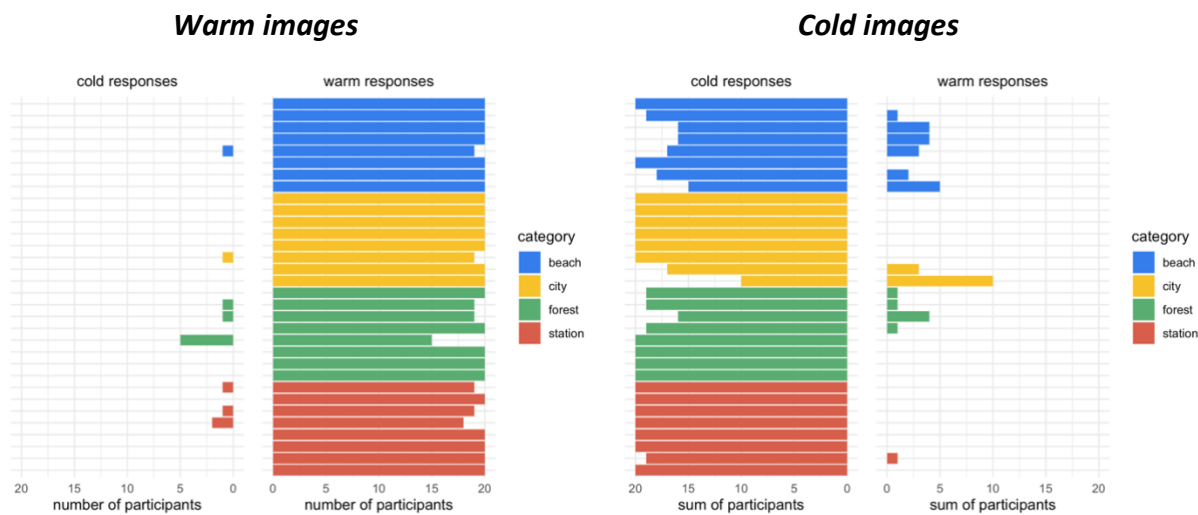 Warm images
Cold images
cold responses
warm responses
cold responses
warm responses
category
beach
city
forest
station
category
beach
city
forest
station
20 15 10 5 0
0 5 10 15 20
20 15 10 5 0
0 5 10 15 20
number of participants
number of participants
sum of participants
sum of participants